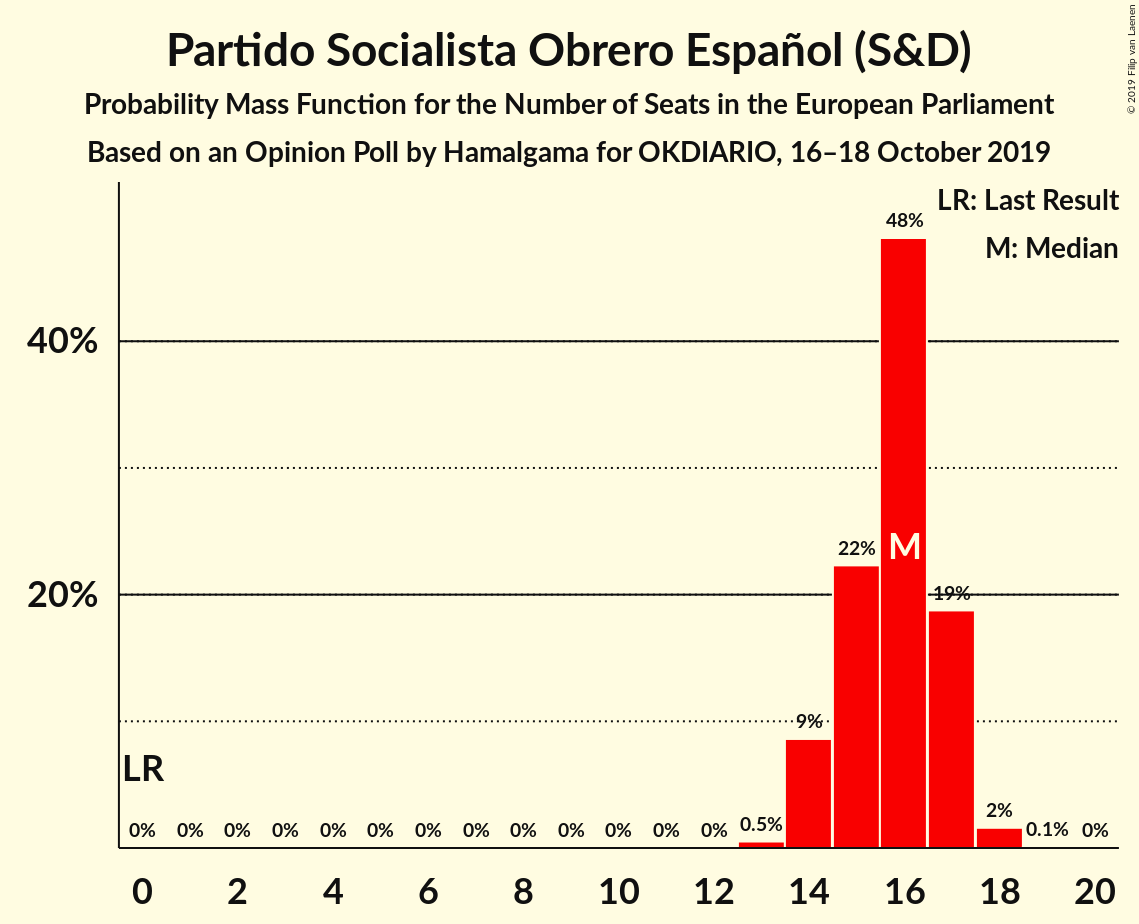 Partido Socialista Obrero Español (S&D)
Probability Mass Function for the Number of Seats in the European Parliament
Based on an Opinion Poll by Hamalgama for OKDIARIO, 16–18 October 2019
© 2019 Filip van Laenen
LR: Last Result
M: Median
48%
40%
22%
M
20%
19%
9%
LR
0% 0% 0% 0% 0% 0% 0% 0% 0% 0% 0% 0% 0% 0.5% 2% 0.1% 0%
0 2 4 6 8 10 12 14 16 18 20